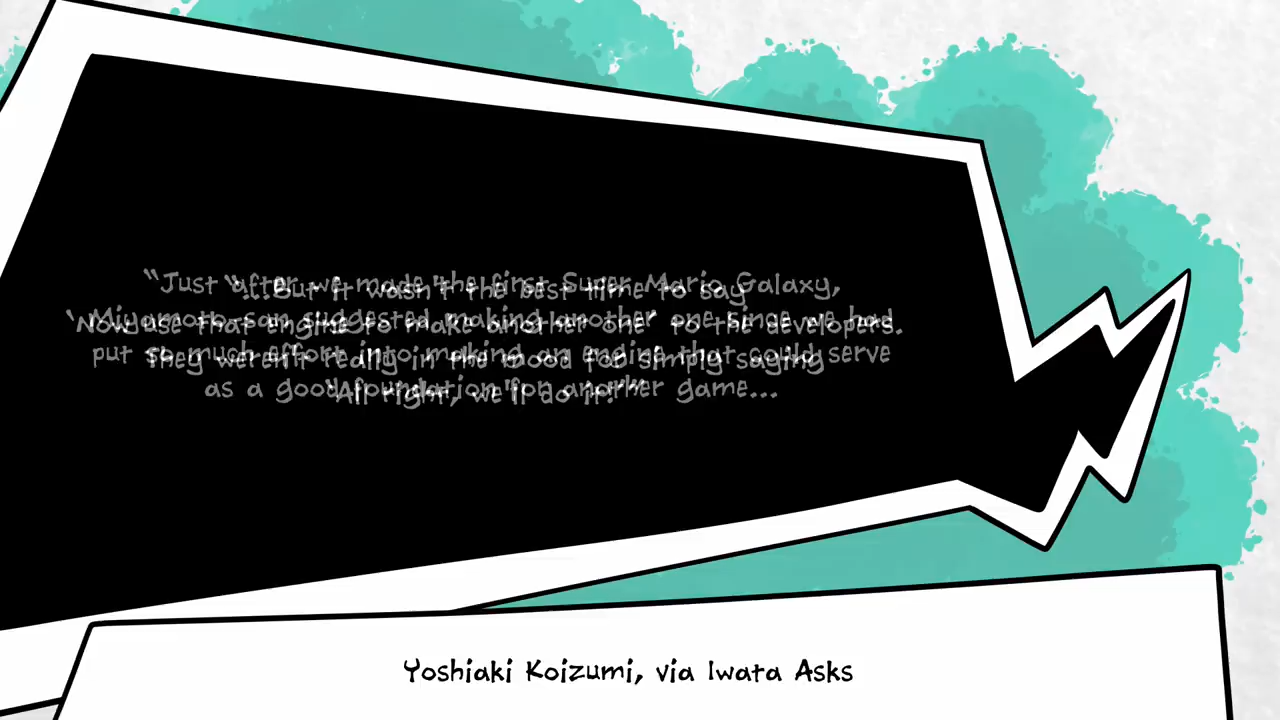 “Just after we made the first Super Mario Galaxy,
Miyamoto-san suggested making another one since we had
put so much effort into making an engine that could serve
as a good foundation for another game...
“...But it wasn't the best time to say
‘Now use that engine to make another one’ to the developers.
They weren't really in the mood for simply saying
‘All right, we'll do it!’”
Yoshiaki Koizumi, via Iwata Asks